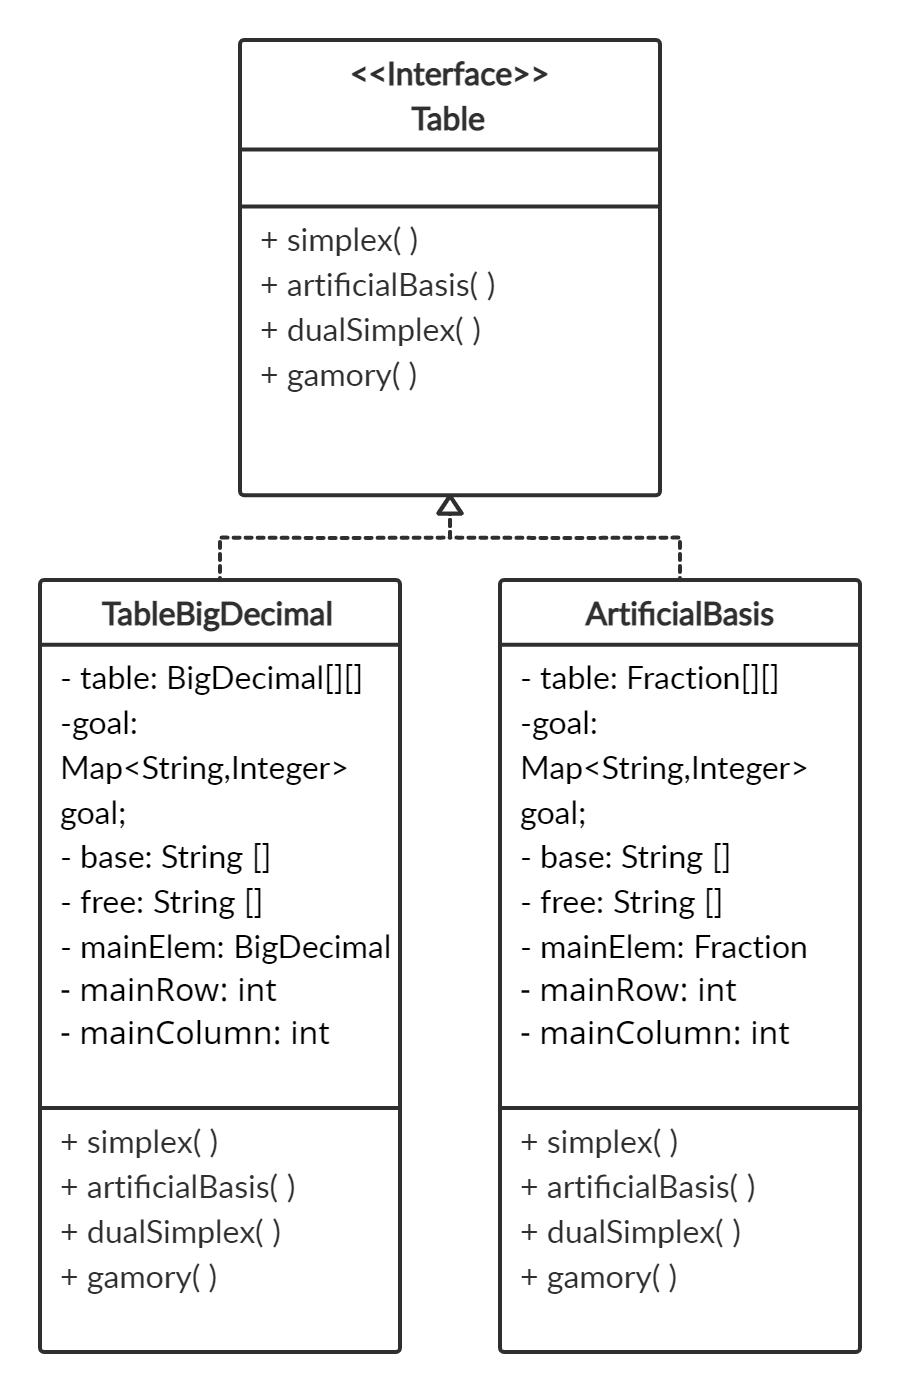 <<Interface>>
Table
+ simplex( )
+ artificialBasis( )
+ dualSimplex( )
+ gamory( )
TableBigDecimal
- table: BigDecimal[][]
-goal:
Map<String,Integer>
goal;
- base: String []
- free: String []
- mainElem: BigDecimal
- mainRow: int
- mainColumn: int
+ simplex( )
+ artificialBasis( )
+ dualSimplex( )
+ gamory( )
ArtificialBasis
- table: Fraction[][]
-goal:
Map<String,Integer>
goal;
- base: String []
- free: String []
- mainElem: Fraction
- mainRow: int
- mainColumn: int
+ simplex( )
+ artificialBasis( )
+ dualSimplex( )
+ gamory( )